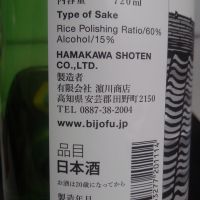 内容量 720ml
Type of Sake
Rice Polishing Ratio/60%
Alcohol/15%
HAMAKAWA SHOTEN
CO.,LTD.
製造者
有限会社 濵川商店
高知県 安芸郡田野町2150
TEL 0887-38-2004
www.bijofu.jp
品目
日本酒
お酒は20歳になってから
製造年月